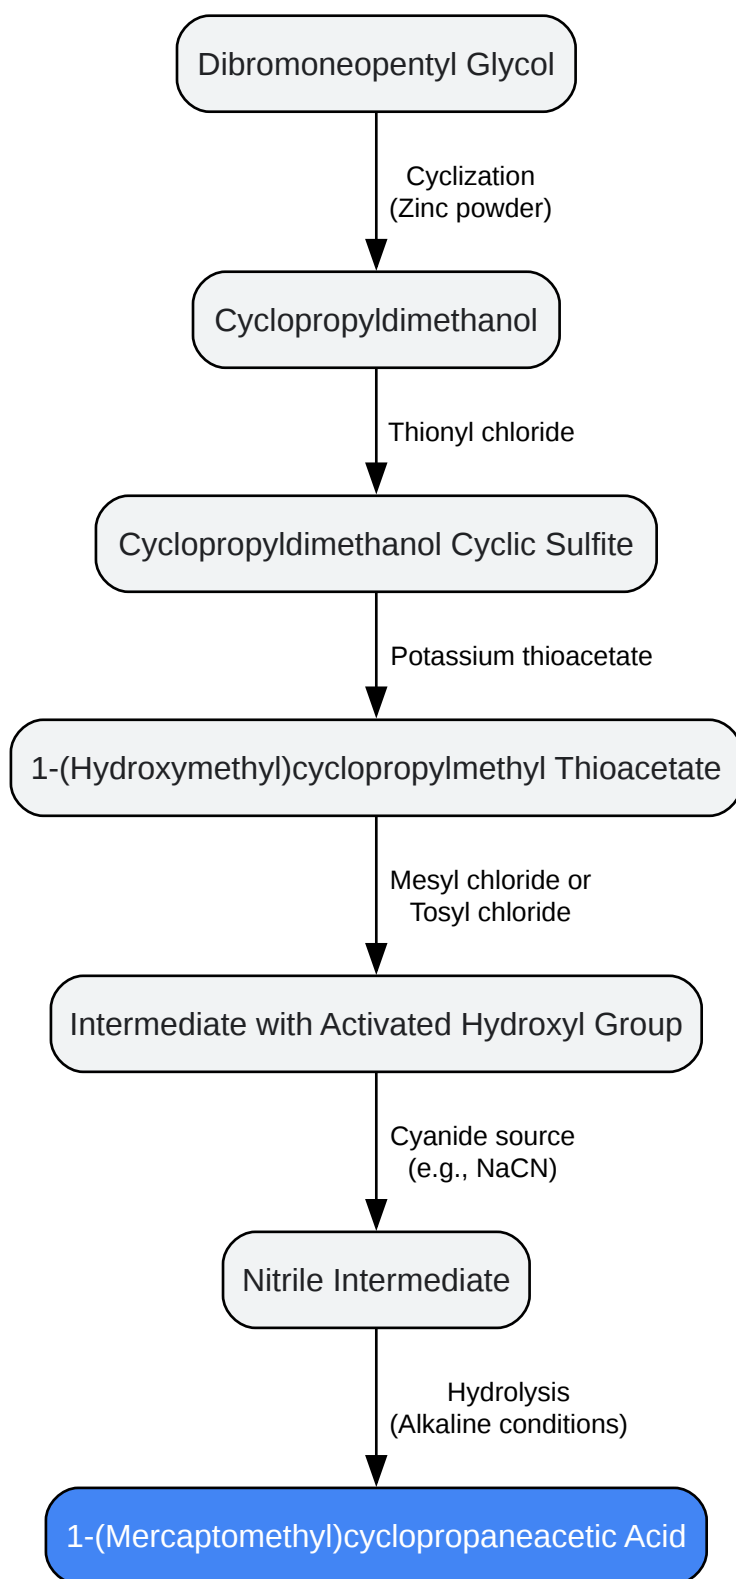 Dibromoneopentyl Glycol
Cyclization
(Zinc powder)
Cyclopropyldimethanol
Thionyl chloride
Cyclopropyldimethanol Cyclic Sulfite
Potassium thioacetate
1-(Hydroxymethyl)cyclopropylmethyl Thioacetate
Mesyl chloride or
Tosyl chloride
Intermediate with Activated Hydroxyl Group
Cyanide source
(e.g., NaCN)
Nitrile Intermediate
Hydrolysis
(Alkaline conditions)
1-(Mercaptomethyl)cyclopropaneacetic Acid